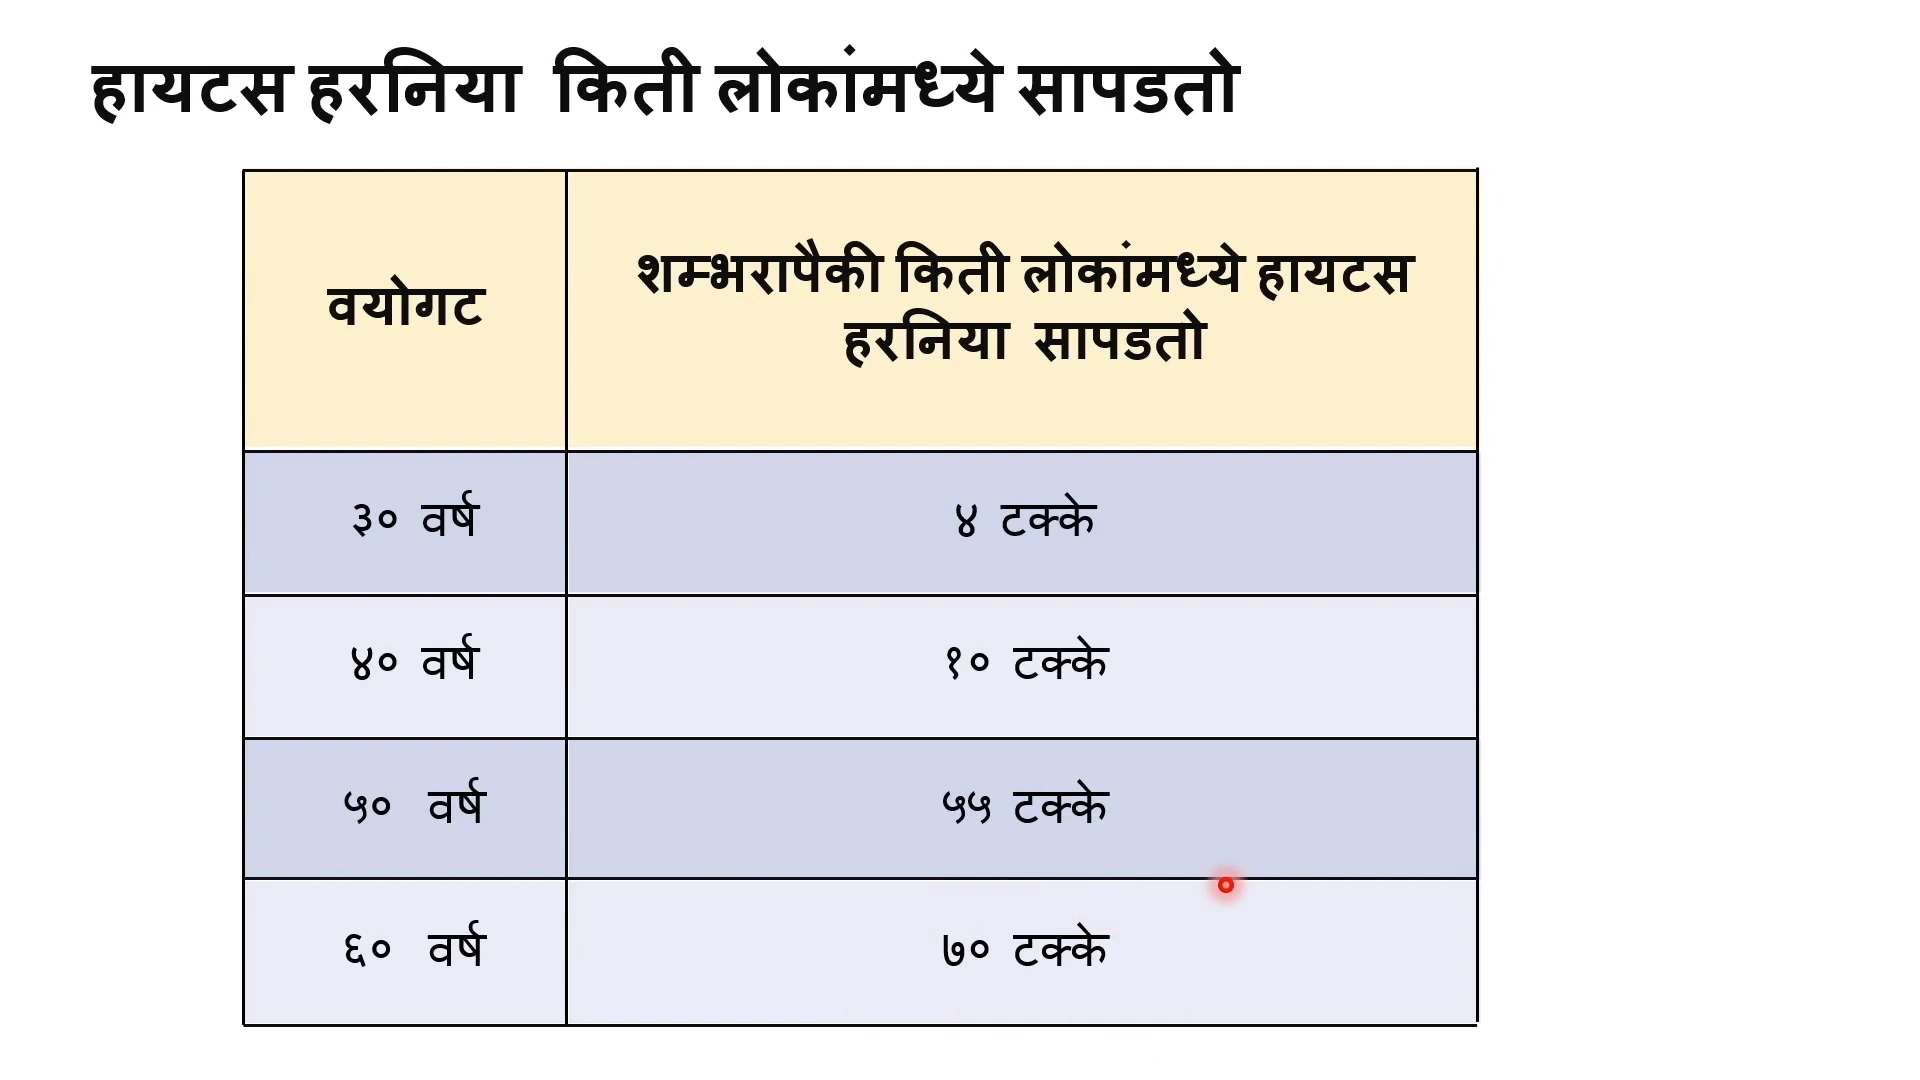 हायटस हरनिया किती लोकांमध्ये सापडतो
वयोगट
शम्भरापैकी किती लोकांमध्ये हायटस
हरनिया सापडतो
३० वर्ष
४ टक्के
४० वर्ष
१० टक्के
५० वर्ष
५५ टक्के
६० वर्ष
७० टक्के